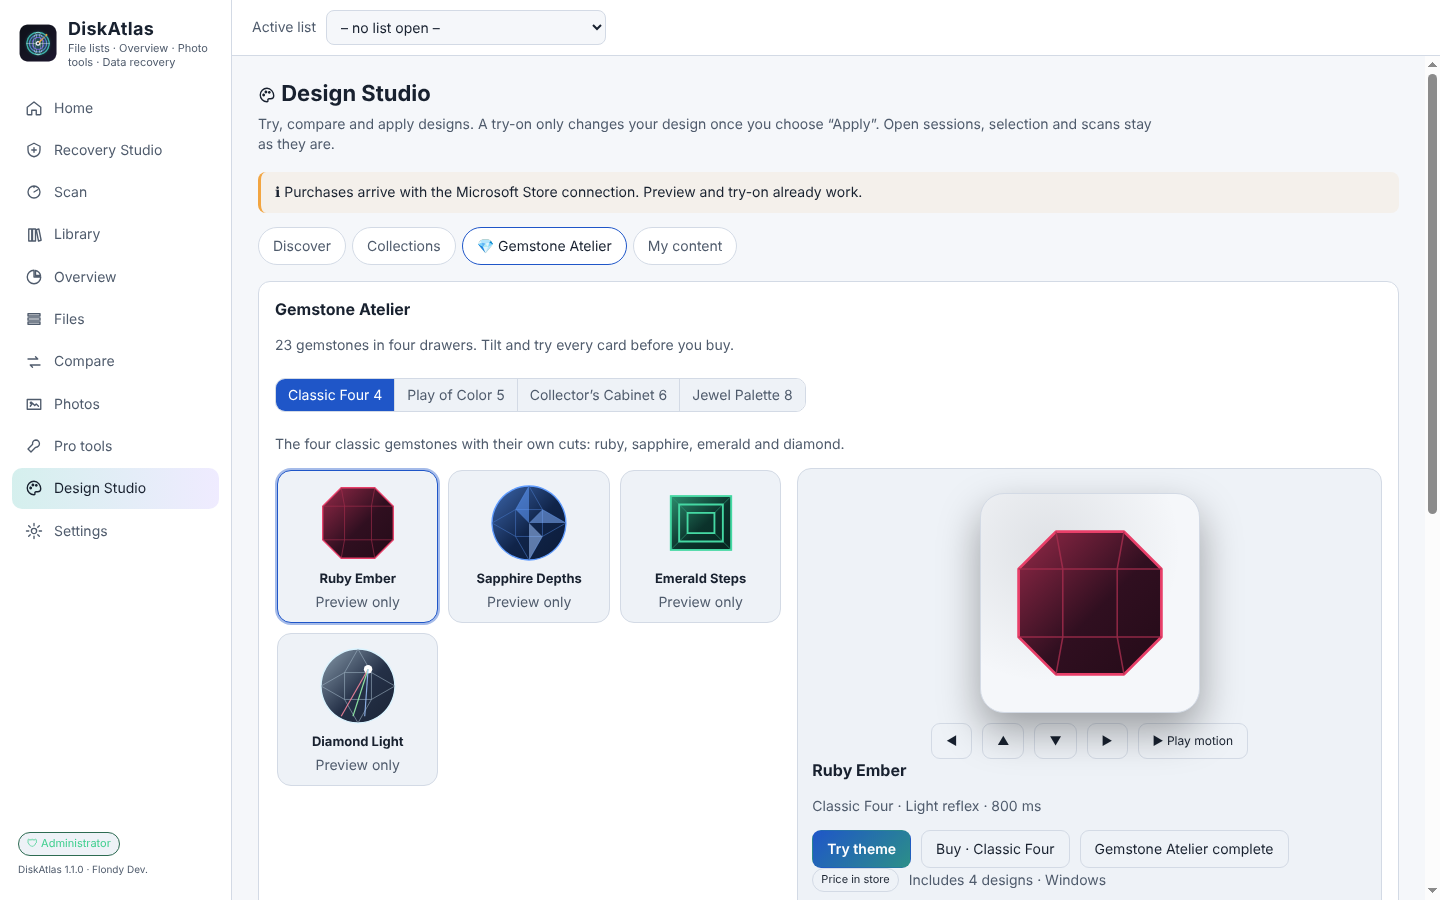 DiskAtlas
File lists · Overview · Photo
tools · Data recovery
Home
Recovery Studio
Scan
Library
Overview
Files
Compare
Photos
Pro tools
Design Studio
Settings
Administrator
DiskAtlas 1.1.0 · Flondy Dev.
Active list
– no list open –
Design Studio
Try, compare and apply designs. A try-on only changes your design once you choose “Apply”. Open sessions, selection and scans stay
as they are.
ℹ Purchases arrive with the Microsoft Store connection. Preview and try-on already work.
Discover
Collections
💎 Gemstone Atelier
My content
Gemstone Atelier
23 gemstones in four drawers. Tilt and try every card before you buy.
Classic Four 4
Play of Color 5
Collector’s Cabinet 6
Jewel Palette 8
The four classic gemstones with their own cuts: ruby, sapphire, emerald and diamond.
Ruby Ember
Preview only
Sapphire Depths
Preview only
Emerald Steps
Preview only
Diamond Light
Preview only
◀ ▲ ▼ ▶ ▶ Play motion
Ruby Ember
Classic Four · Light reflex · 800 ms
Try theme
Buy · Classic Four
Gemstone Atelier complete
Price in store
Includes 4 designs · Windows